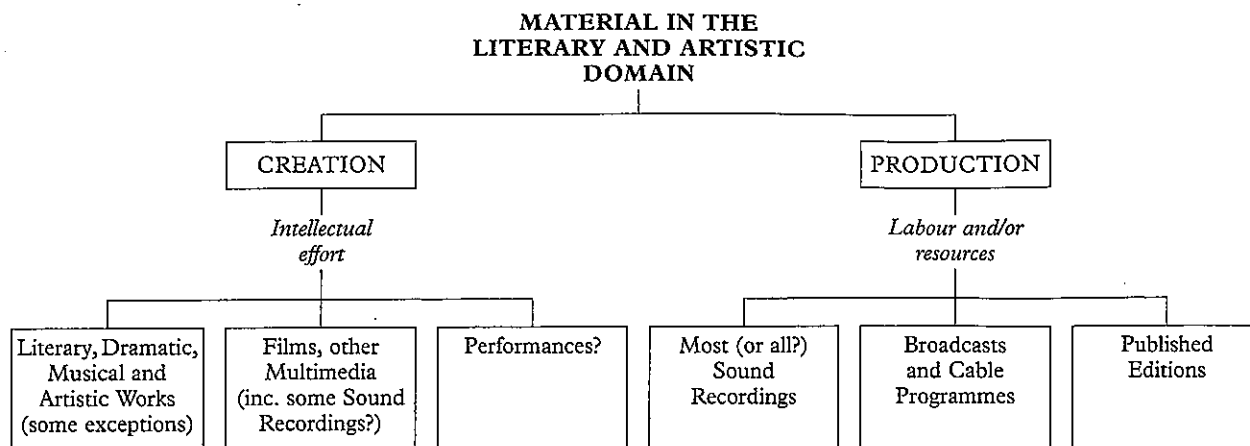 MATERIAL IN THE
LITERARY AND ARTISTIC
DOMAIN
CREATION
PRODUCTION
Intellectual
effort
Labour and/or
resources
Literary, Dramatic,
Musical and
Artistic Works
(some exceptions)
Films, other
Multimedia
(inc. some Sound
Recordings?)
Performances?
Most (or all?)
Sound
Recordings
Broadcasts
and Cable
Programmes
Published
Editions